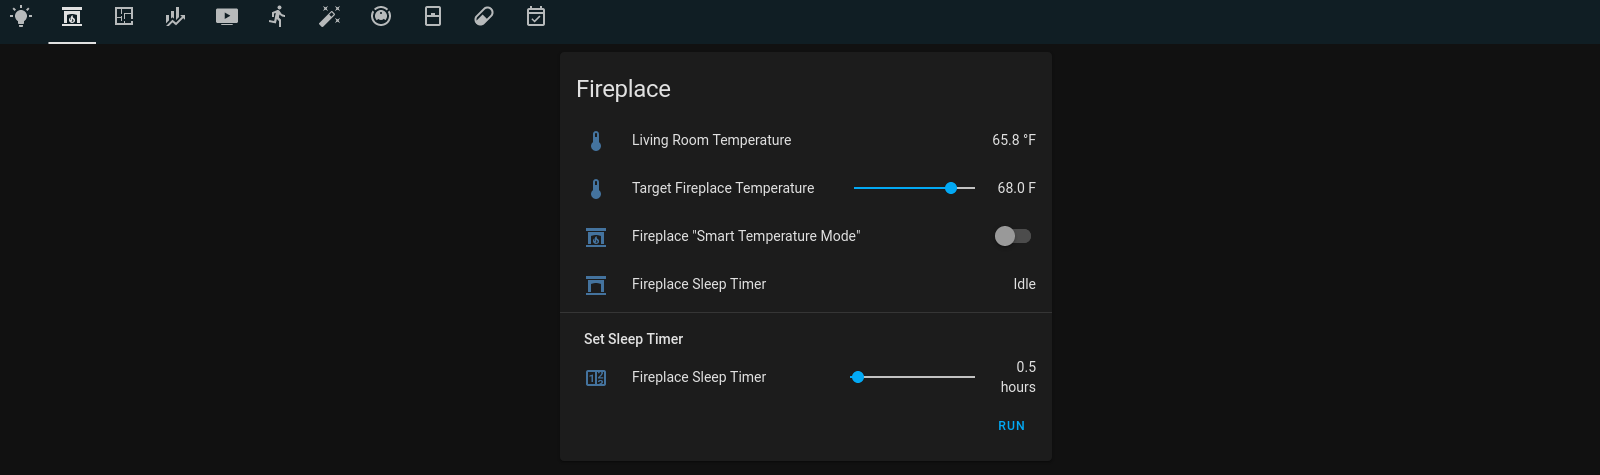 Fireplace
Living Room Temperature 65.8 °F
Target Fireplace Temperature 68.0 F
Fireplace "Smart Temperature Mode"
Fireplace Sleep Timer Idle
Set Sleep Timer
Fireplace Sleep Timer 0.5
hours
RUN